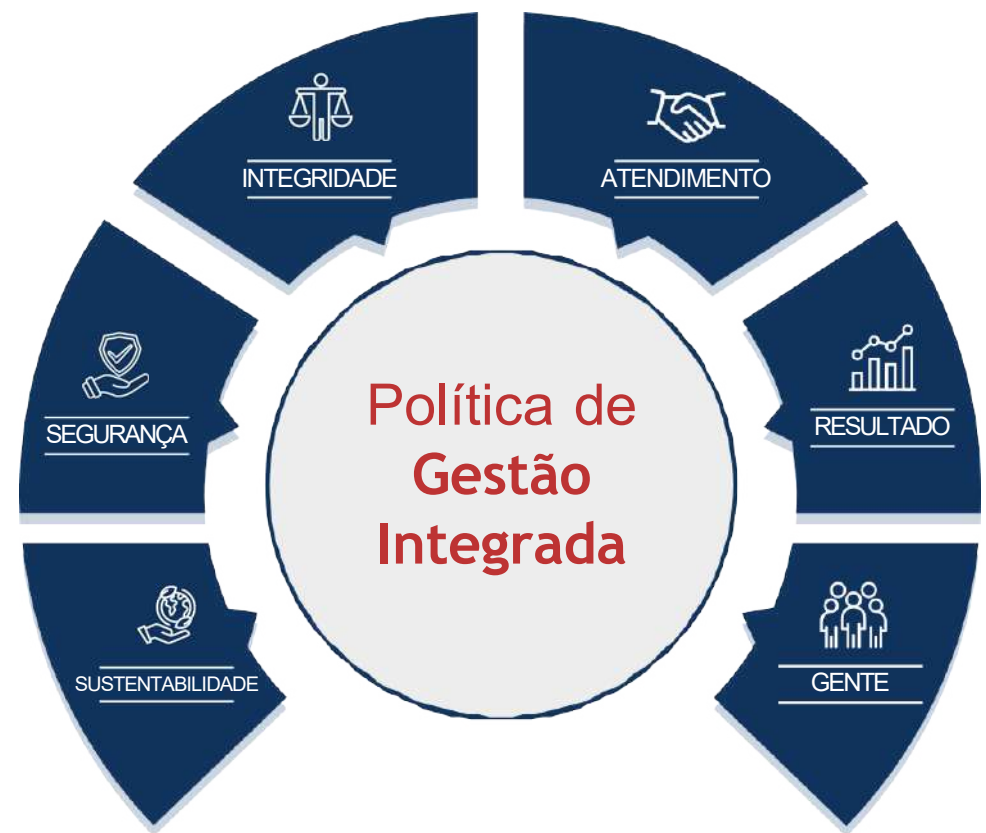 INTEGRIDADE
ATENDIMENTO
SEGURANÇA
RESULTADO
Política de
Gestão
Integrada
SUSTENTABILIDADE
GENTE